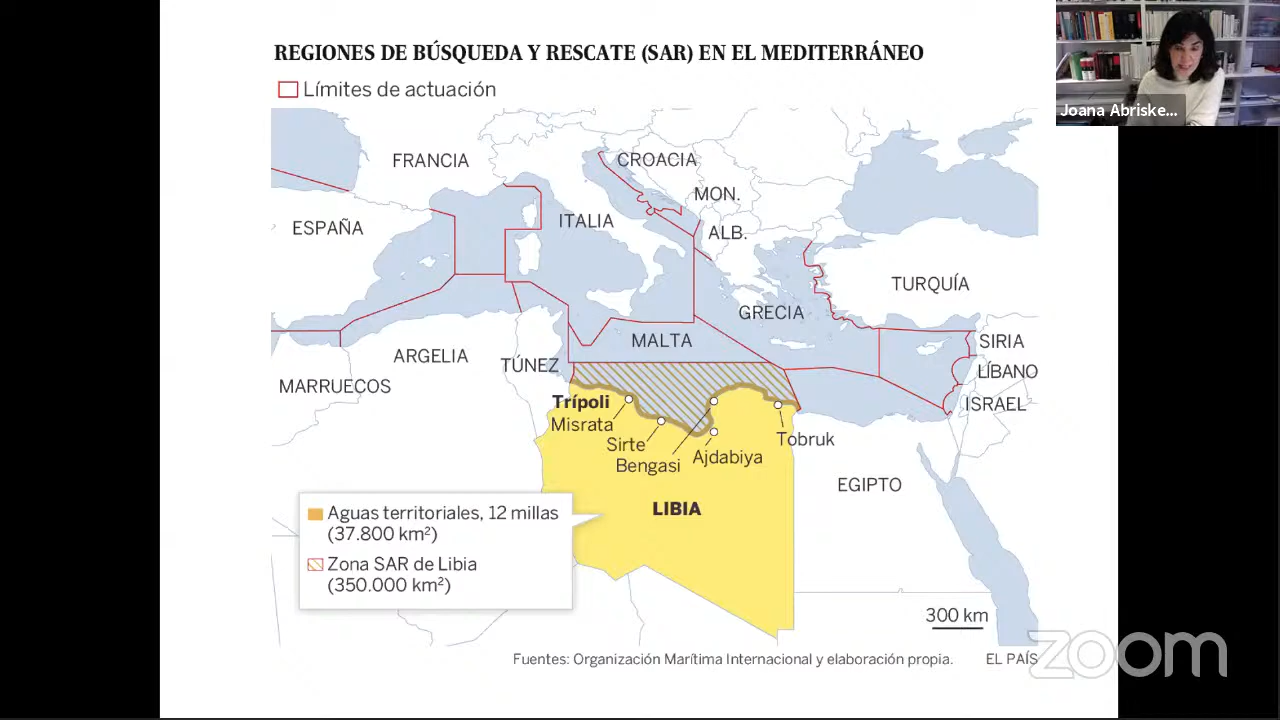 REGIONES DE BÚSQUEDA Y RESCATE (SAR) EN EL MEDITERRÁNEO
Límites de actuación
Joana Abriske...
FRANCIA
CROACIA
MON.
ESPAÑA
ITALIA
ALB.
TURQUÍA
GRECIA
MALTA
SIRIA
ARGELIA
TÚNEZ
LÍBANO
MARRUECOS
ISRAEL
Trípoli
Misrata
Sirte
Bengasi
Ajdabiya
Tobruk
EGIPTO
LIBIA
Aguas territoriales, 12 millas
(37.800 km²)
Zona SAR de Libia
(350.000 km²)
300 km
Fuentes: Organización Marítima Internacional y elaboración propia.
EL PAÍS
zoom